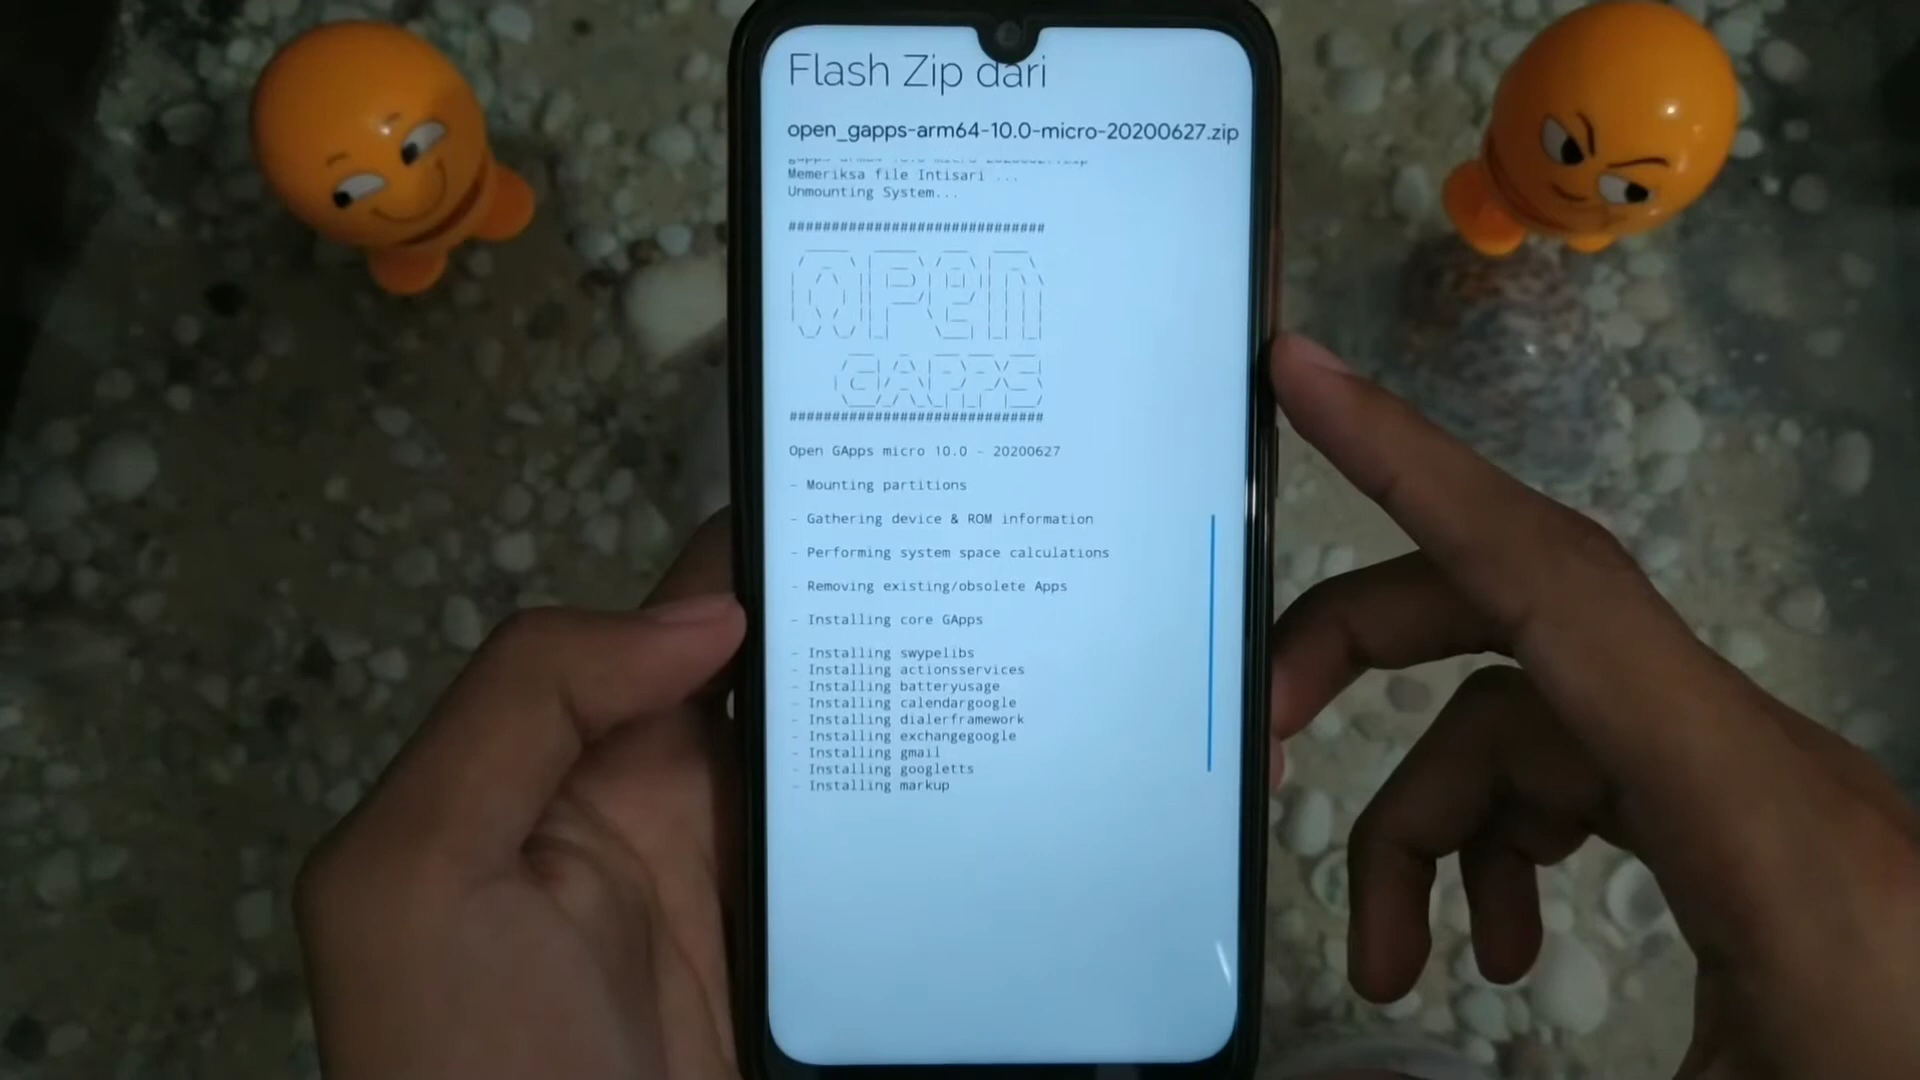 Flash Zip dari
open_gapps-arm64-10.0-micro-20200627.zip
Memeriksa file Intisari ...
Unmounting System...
##############################
OPEN
GAPPS
##############################
Open GApps micro 10.0 - 20200627
- Mounting partitions
- Gathering device & ROM information
- Performing system space calculations
- Removing existing/obsolete Apps
- Installing core GApps
- Installing swypelibs
- Installing actionsservices
- Installing batteryusage
- Installing calendargoogle
- Installing dialerframework
- Installing exchangegoogle
- Installing gmail
- Installing googletts
- Installing markup